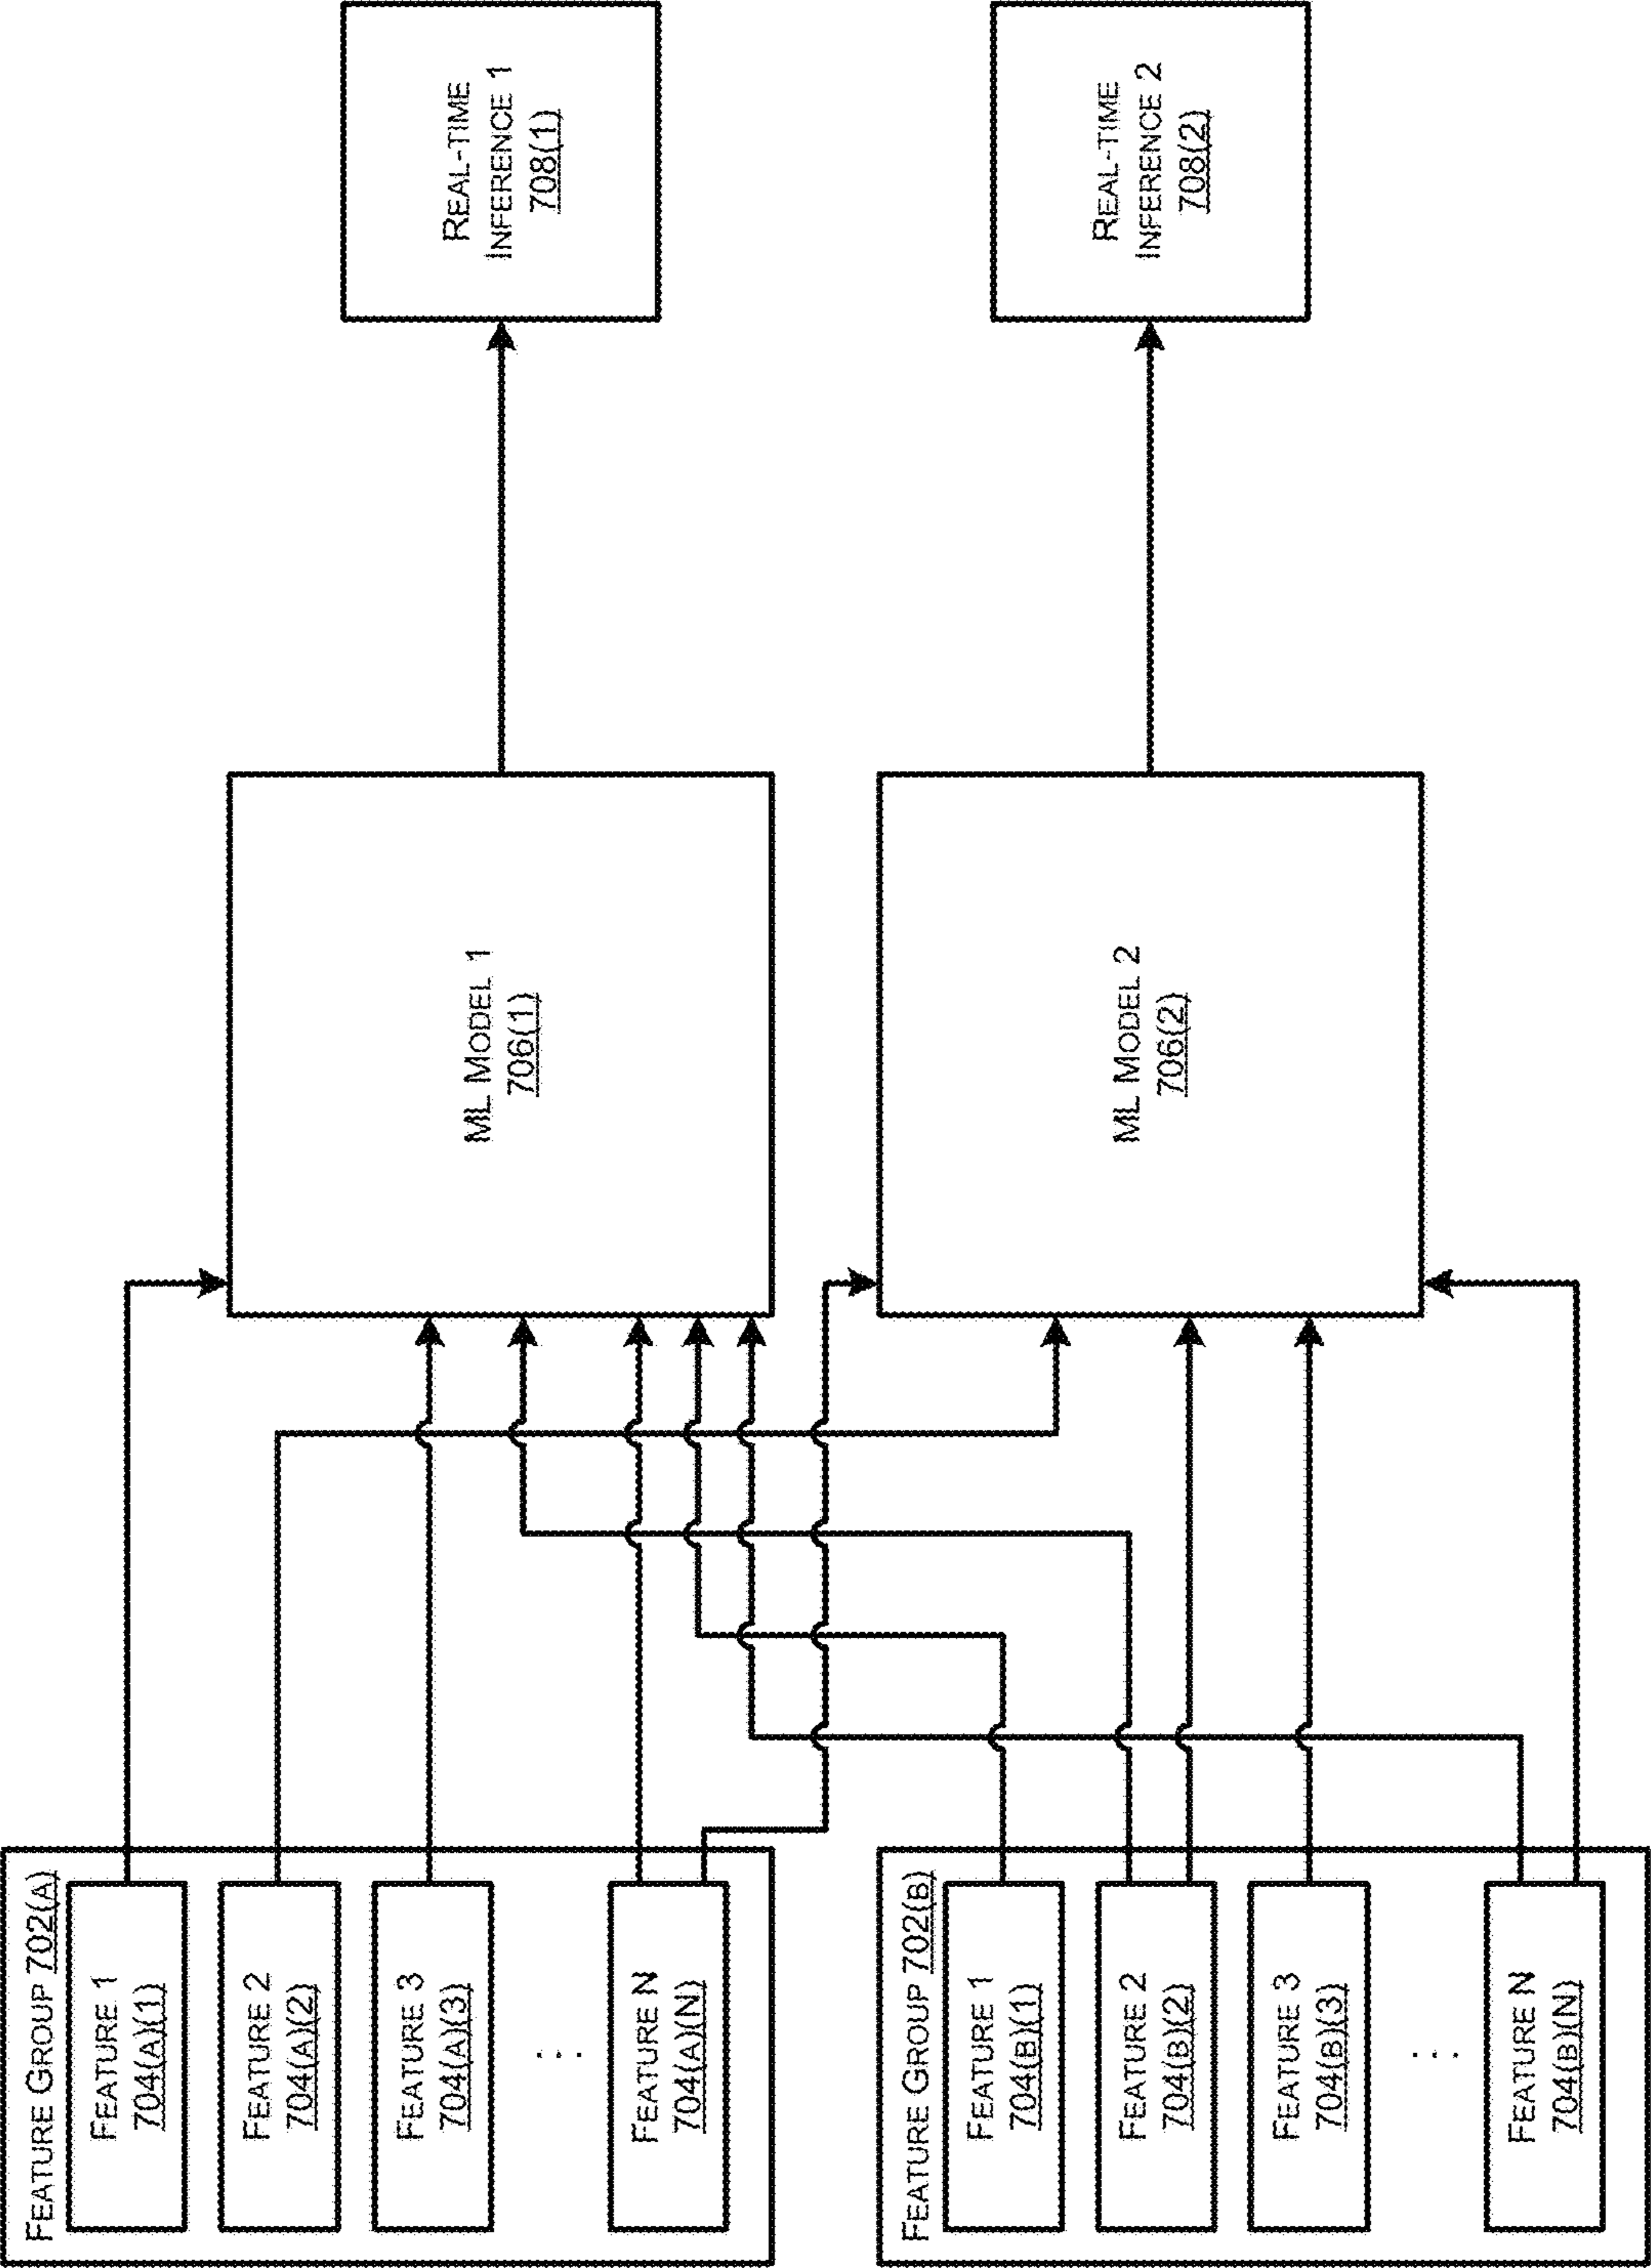 FEATURE GROUP 702(A)
FEATURE 1
704(A)(1)
FEATURE 2
704(A)(2)
FEATURE 3
704(A)(3)
...
FEATURE N
704(A)(N)
FEATURE GROUP 702(B)
FEATURE 1
704(B)(1)
FEATURE 2
704(B)(2)
FEATURE 3
704(B)(3)
...
FEATURE N
704(B)(N)
ML MODEL 1
706(1)
ML MODEL 2
706(2)
REAL-TIME
INFERENCE 1
708(1)
REAL-TIME
INFERENCE 2
708(2)